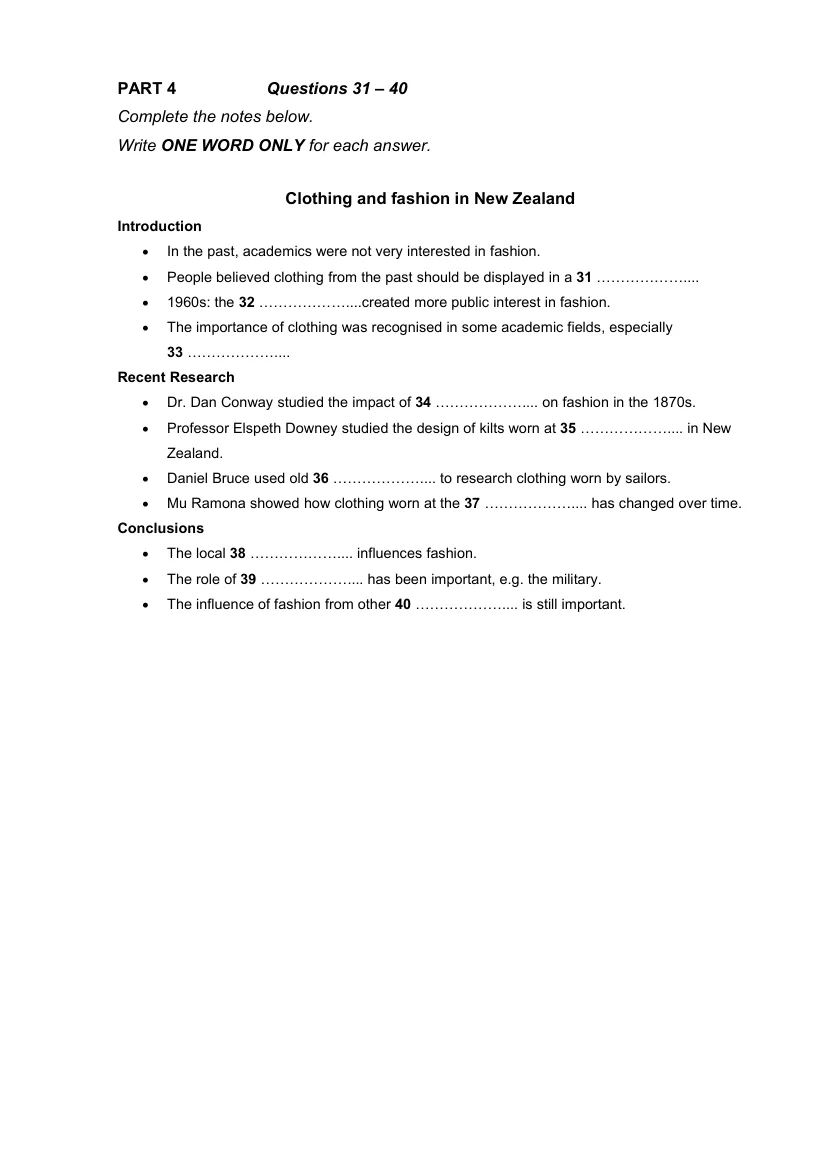 PART 4 Questions 31 – 40
Complete the notes below.
Write ONE WORD ONLY for each answer.
Clothing and fashion in New Zealand
Introduction
• In the past, academics were not very interested in fashion.
• People believed clothing from the past should be displayed in a 31 ………………....
• 1960s: the 32 ………………....created more public interest in fashion.
• The importance of clothing was recognised in some academic fields, especially
33 ………………....
Recent Research
• Dr. Dan Conway studied the impact of 34 ………………….... on fashion in the 1870s.
• Professor Elspeth Downey studied the design of kilts worn at 35 ………………….... in New
Zealand.
• Daniel Bruce used old 36 ………………….... to research clothing worn by sailors.
• Mu Ramona showed how clothing worn at the 37 ………………….... has changed over time.
Conclusions
• The local 38 ………………….... influences fashion.
• The role of 39 ………………….... has been important, e.g. the military.
• The influence of fashion from other 40 ………………….... is still important.